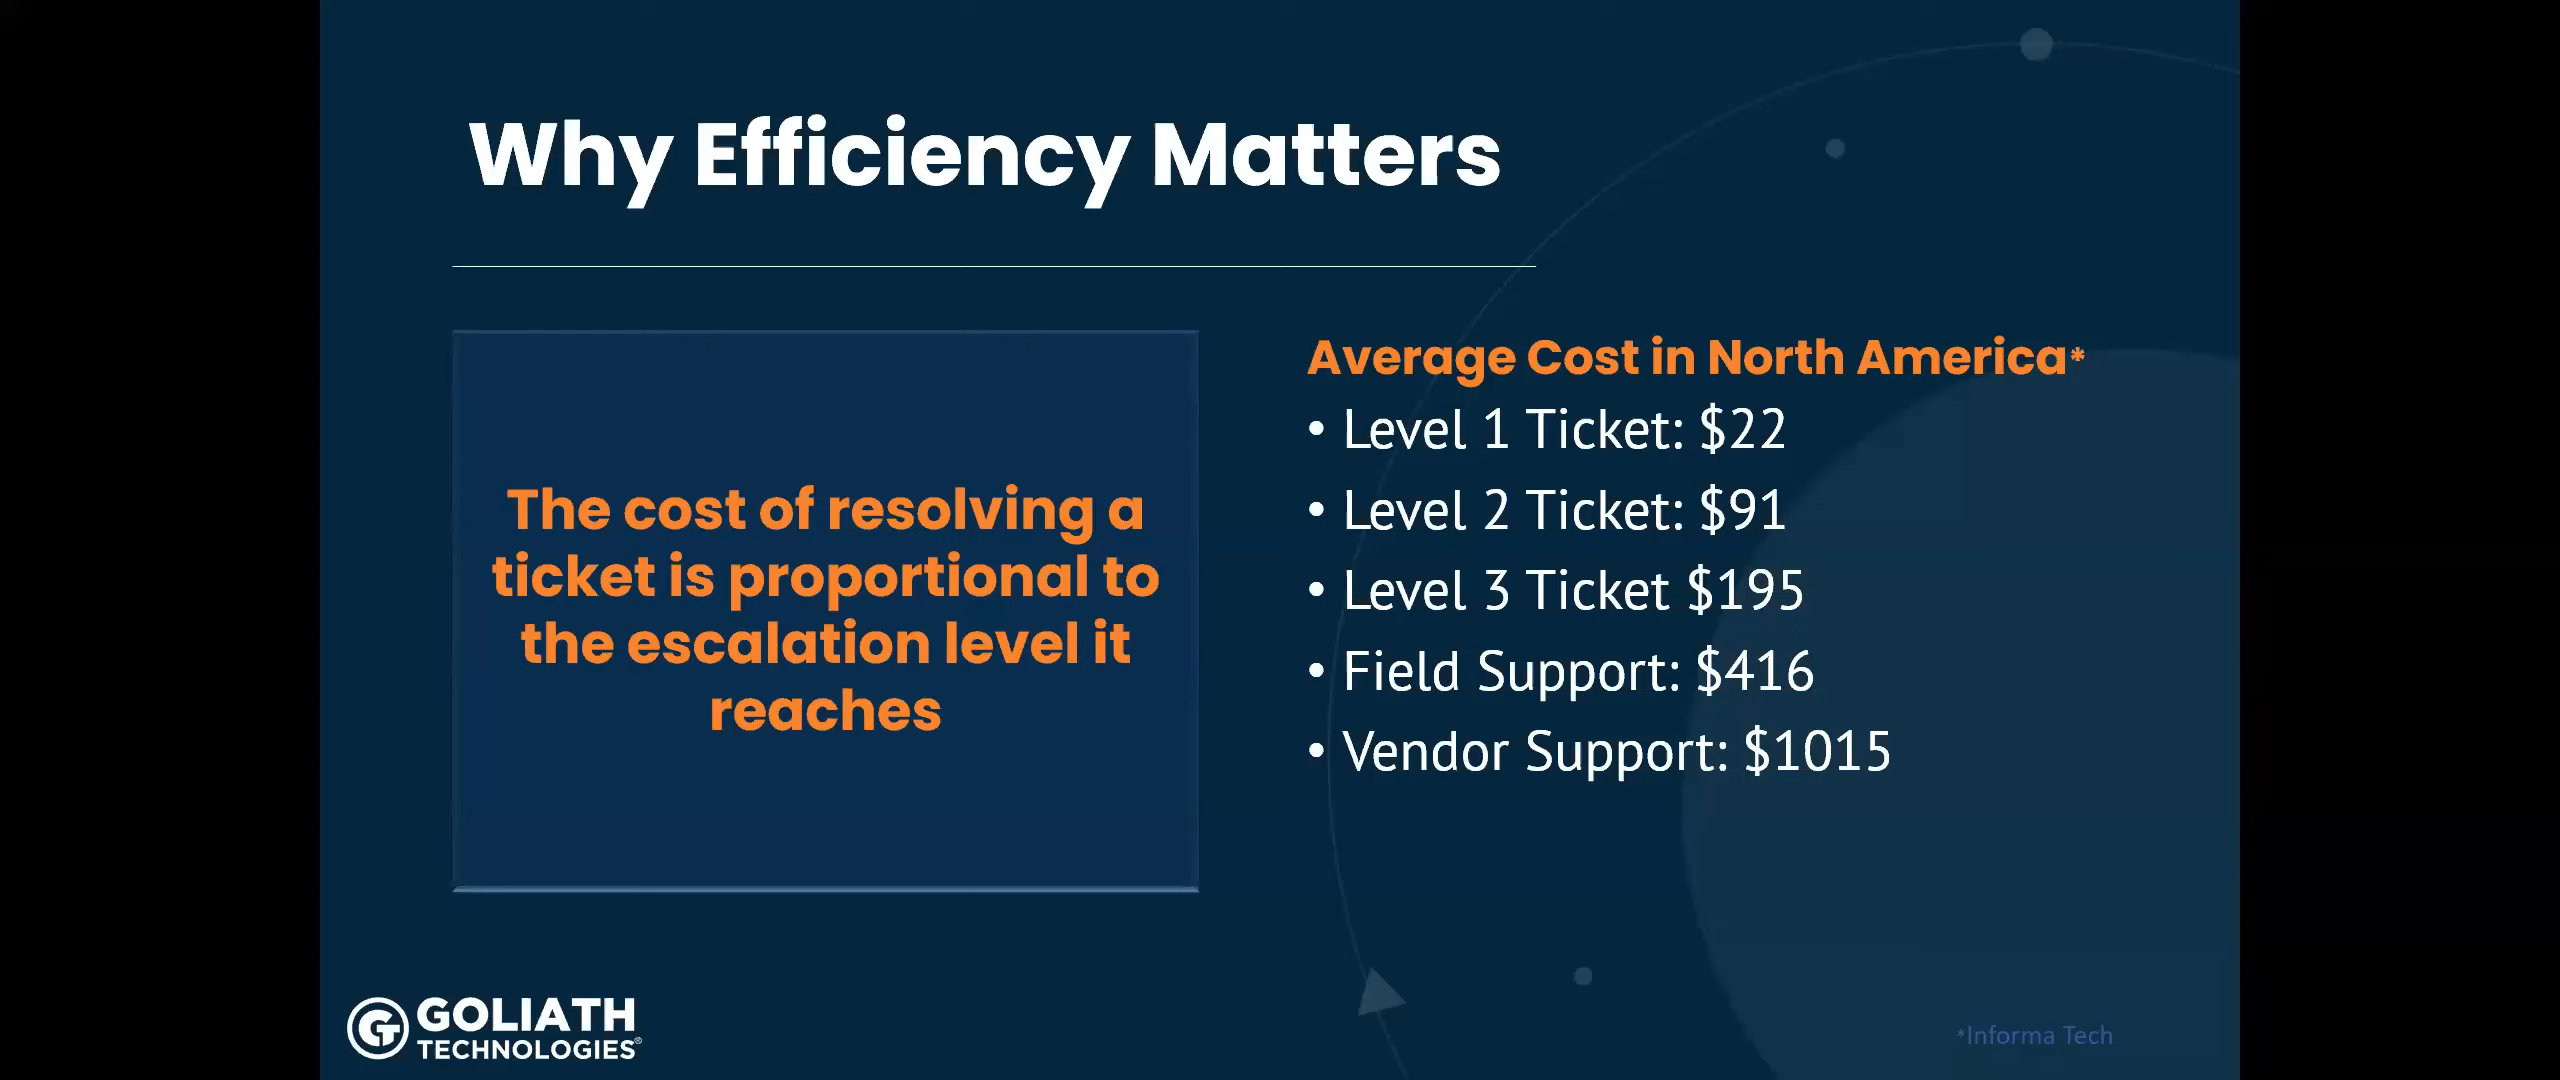 Why Efficiency Matters
The cost of resolving a
ticket is proportional to
the escalation level it
reaches
Average Cost in North America*
• Level 1 Ticket: $22
• Level 2 Ticket: $91
• Level 3 Ticket $195
• Field Support: $416
• Vendor Support: $1015
GOLIATH
TECHNOLOGIES®
*Informa Tech